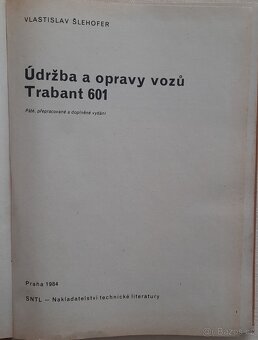 VLASTISLAV ŠLEHOFER
Údržba a opravy vozů
Trabant 601
Páté, přepracované a doplněné vydání
Praha 1984
SNTL – Nakladatelství technické literatury